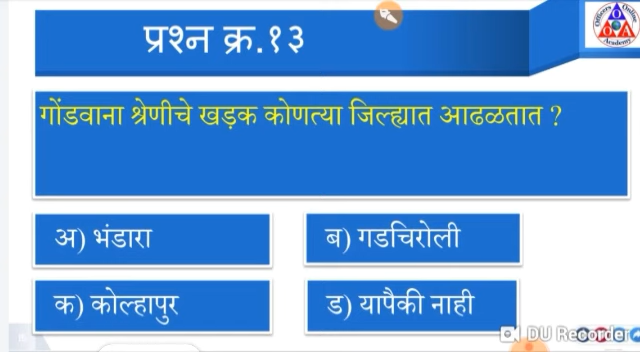 प्रश्न क्र.१३
गोंडवाना श्रेणीचे खड़क कोणत्या जिल्ह्यात आढळतात ?
अ) भंडारा
ब) गडचिरोली
क) कोल्हापुर
ड) यापैकी नाही
DU Recorder